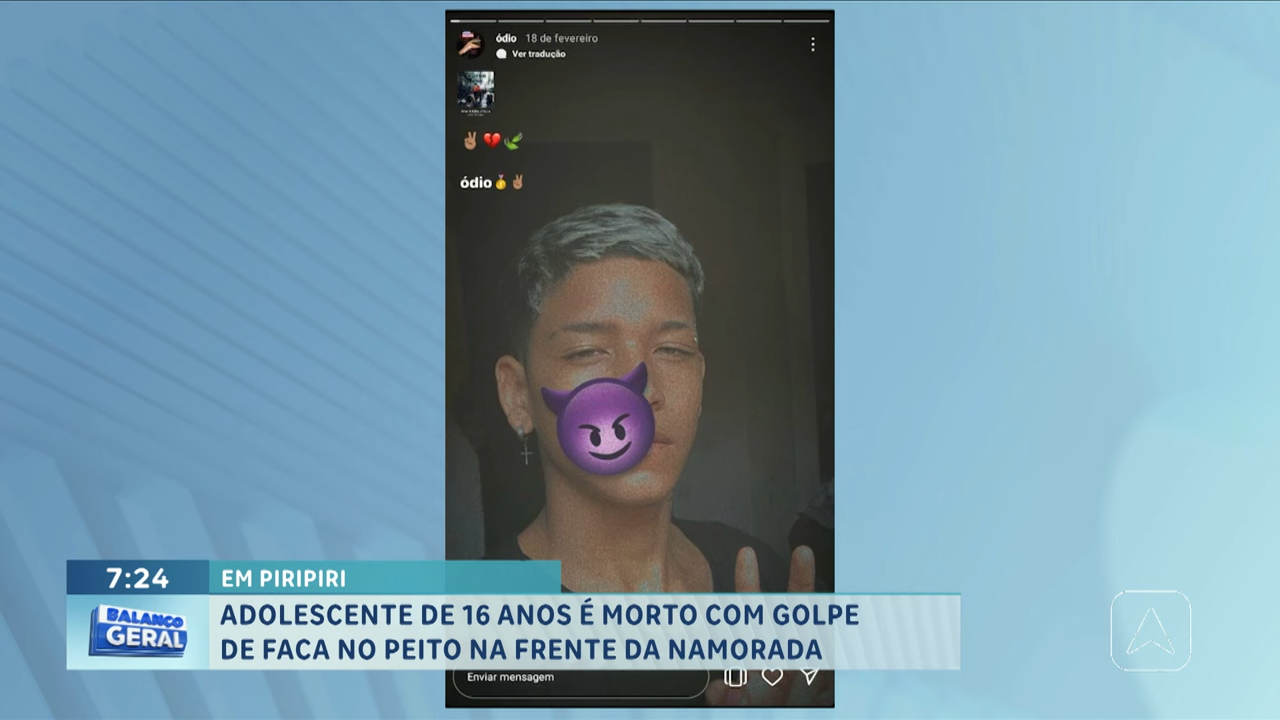 ódio 18 de fevereiro
Ver tradução
ódio
7:24
EM PIRIPIRI
BALANÇO
GERAL
ADOLESCENTE DE 16 ANOS É MORTO COM GOLPE
DE FACA NO PEITO NA FRENTE DA NAMORADA
Enviar mensagem